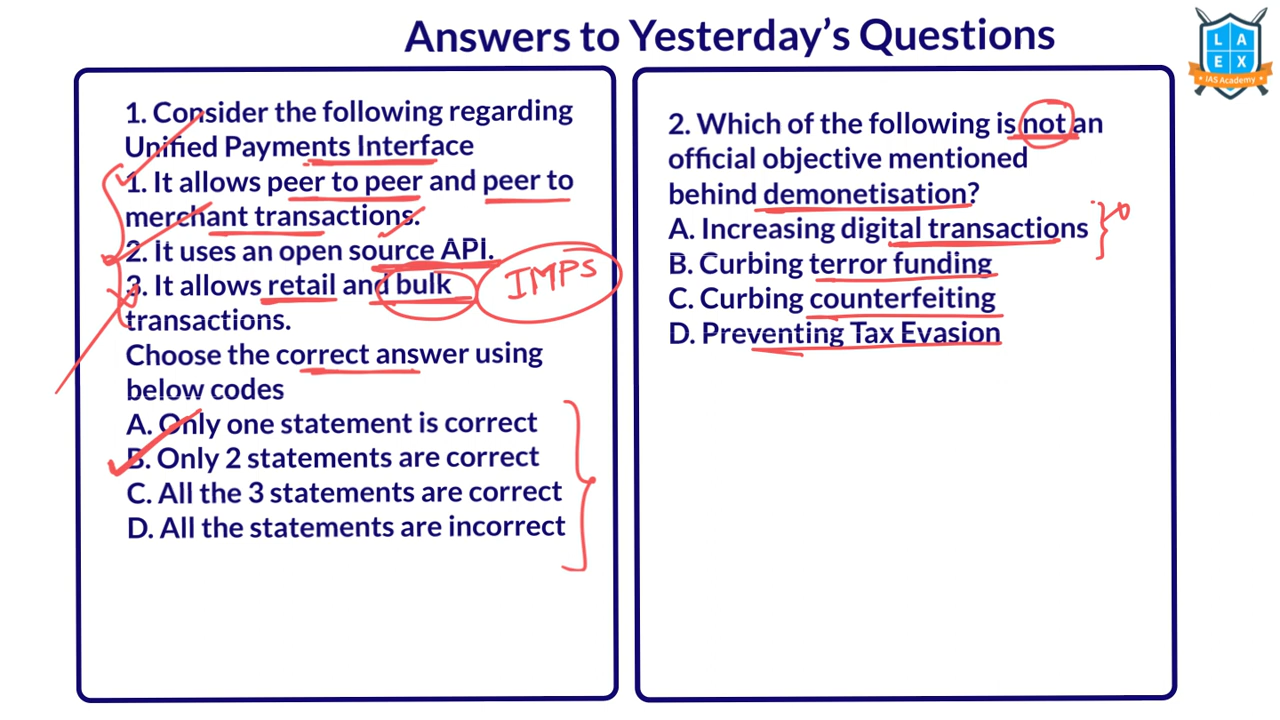 Answers to Yesterday's Questions
L A
E X
IAS Academy
1. Consider the following regarding
Unified Payments Interface
1. It allows peer to peer and peer to
merchant transactions.
2. It uses an open source API.
3. It allows retail and bulk
IMPS
transactions.
Choose the correct answer using
below codes
A. Only one statement is correct
B. Only 2 statements are correct
C. All the 3 statements are correct
D. All the statements are incorrect
2. Which of the following is not an
official objective mentioned
behind demonetisation?
A. Increasing digital transactions
B. Curbing terror funding
C. Curbing counterfeiting
D. Preventing Tax Evasion